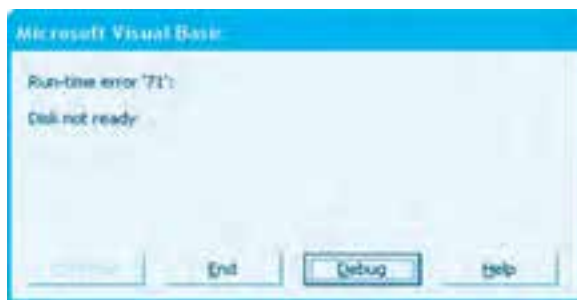 Microsoft Visual Basic
Run-time error '71':
Disk not ready
End
Debug
Help